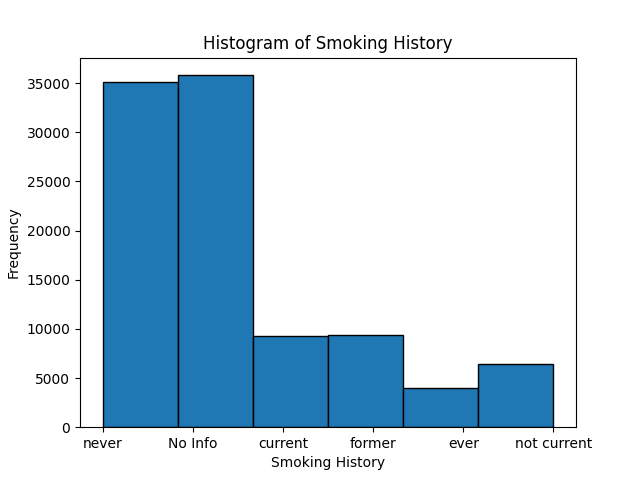 Histogram of Smoking History
35000
30000
25000
20000
15000
10000
5000
0
Frequency
never No Info current former ever not current
Smoking History